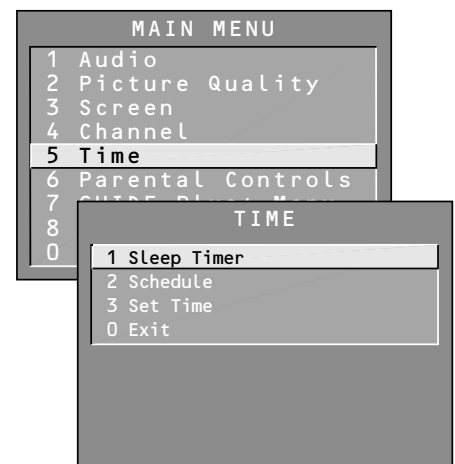 MAIN MENU
1 Audio
2 Picture Quality
3 Screen
4 Channel
5 Time
6 Parental Controls
7
8
0
TIME
1 Sleep Timer
2 Schedule
3 Set Time
0 Exit